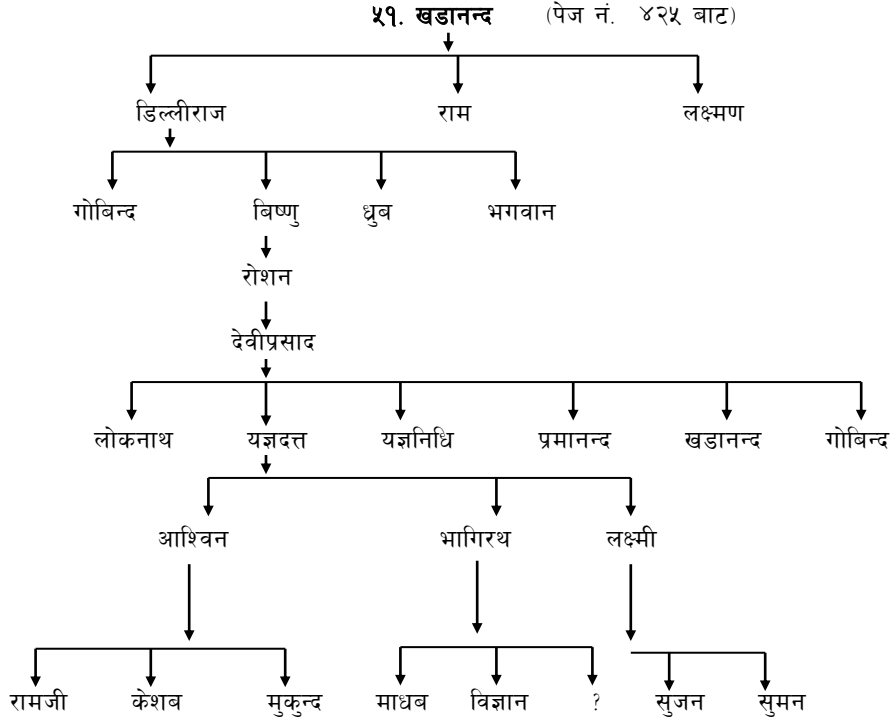 ५१. खडानन्द (पेज नं. ४२५ बाट)
डिल्लीराज राम लक्ष्मण
गोबिन्द बिष्णु ध्रुब भगवान
रोशन
देवीप्रसाद
लोकनाथ यज्ञदत्त यज्ञनिधि प्रमानन्द खडानन्द गोबिन्द
आश्विन भागिरथ लक्ष्मी
रामजी केशब मुकुन्द माधब विज्ञान ? सुजन सुमन